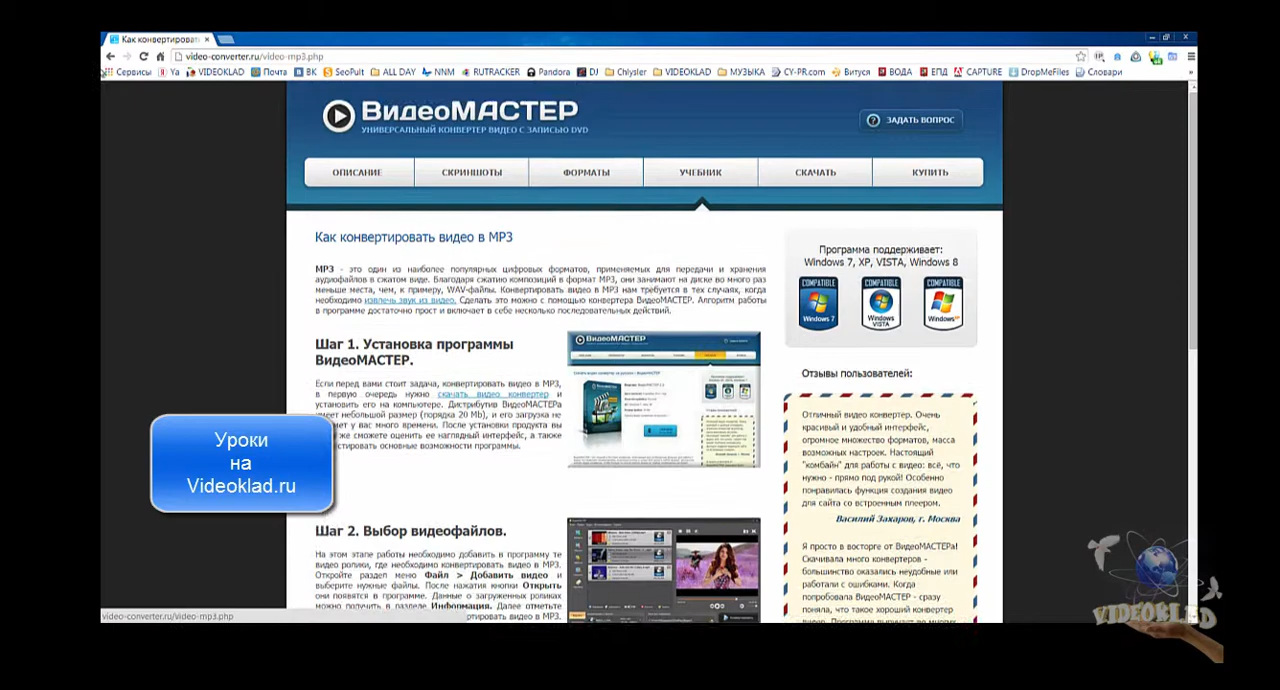 Как конвертировать
video-converter.ru/video-mp3.php
Сервисы Ya VIDEOKLAD Почта ВК SeoPult ALL DAY NNM RUTRACKER Pandora DJ Chlysler VIDEOKLAD МУЗЫКА CY-PR.com Витуся ВОДА ЕПД CAPTURE DropMeFiles Словари
ВидеоМАСТЕР
УНИВЕРСАЛЬНЫЙ КОНВЕРТЕР ВИДЕО С ЗАПИСЬЮ DVD
ЗАДАТЬ ВОПРОС
ОПИСАНИЕ СКРИНШОТЫ ФОРМАТЫ УЧЕБНИК СКАЧАТЬ КУПИТЬ
Как конвертировать видео в MP3
MP3 - это один из наиболее популярных цифровых форматов, применяемых для передачи и хранения
аудиофайлов в сжатом виде. Благодаря сжатию композиций в формат MP3, они занимают на диске во много раз
меньше места, чем, к примеру, WAV-файлы. Конвертировать видео в MP3 нам требуется в тех случаях, когда
необходимо извлечь звук из видео. Сделать это можно с помощью конвертера ВидеоМАСТЕР. Алгоритм работы
в программе достаточно прост и включает в себе несколько последовательных действий.
Шаг 1. Установка программы
ВидеоМАСТЕР.
Если перед вами стоит задача, конвертировать видео в MP3,
в первую очередь нужно скачать видео конвертер и
установить его на компьютере. Дистрибутив ВидеоМАСТЕРа
имеет небольшой размер (порядка 20 Mb), и его загрузка не
мет у вас много времени. После установки продукта вы
же сможете оценить ее наглядный интерфейс, а также
стировать основные возможности программы.
Уроки
на
Videoklad.ru
Шаг 2. Выбор видеофайлов.
На этом этапе работы необходимо добавить в программу те
видео ролики, где необходимо конвертировать видео в MP3.
Откройте раздел меню Файл > Добавить видео и
выберите нужные файлы. После нажатия кнопки Открыть
они появятся в программе. Данные о загруженных роликах
можно получить в разделе Информация. Далее отметьте
ртировать видео в MP3.
video-converter.ru/video-mp3.php
ВидеоМАСТЕР
Программа поддерживает:
Windows 7, XP, VISTA, Windows 8
COMPATIBLE COMPATIBLE COMPATIBLE
Windows 7 Windows VISTA Windows XP
Отзывы пользователей:
Отличный видео конвертер. Очень
красивый и удобный интерфейс,
огромное множество форматов, масса
возможных настроек. Настоящий
"комбайн" для работы с видео: всё, что
нужно - прямо под рукой! Особенно
понравилась функция создания видео
для сайта со встроенным плеером.
Василий Захаров, г. Москва
Я просто в восторге от ВидеоМАСТЕРа!
Скачивала много конвертеров -
большинство оказались неудобные или
работали с ошибками. Когда
попробовала ВидеоМАСТЕР - сразу
поняла, что такое хороший конвертер
VIDEOKLAD